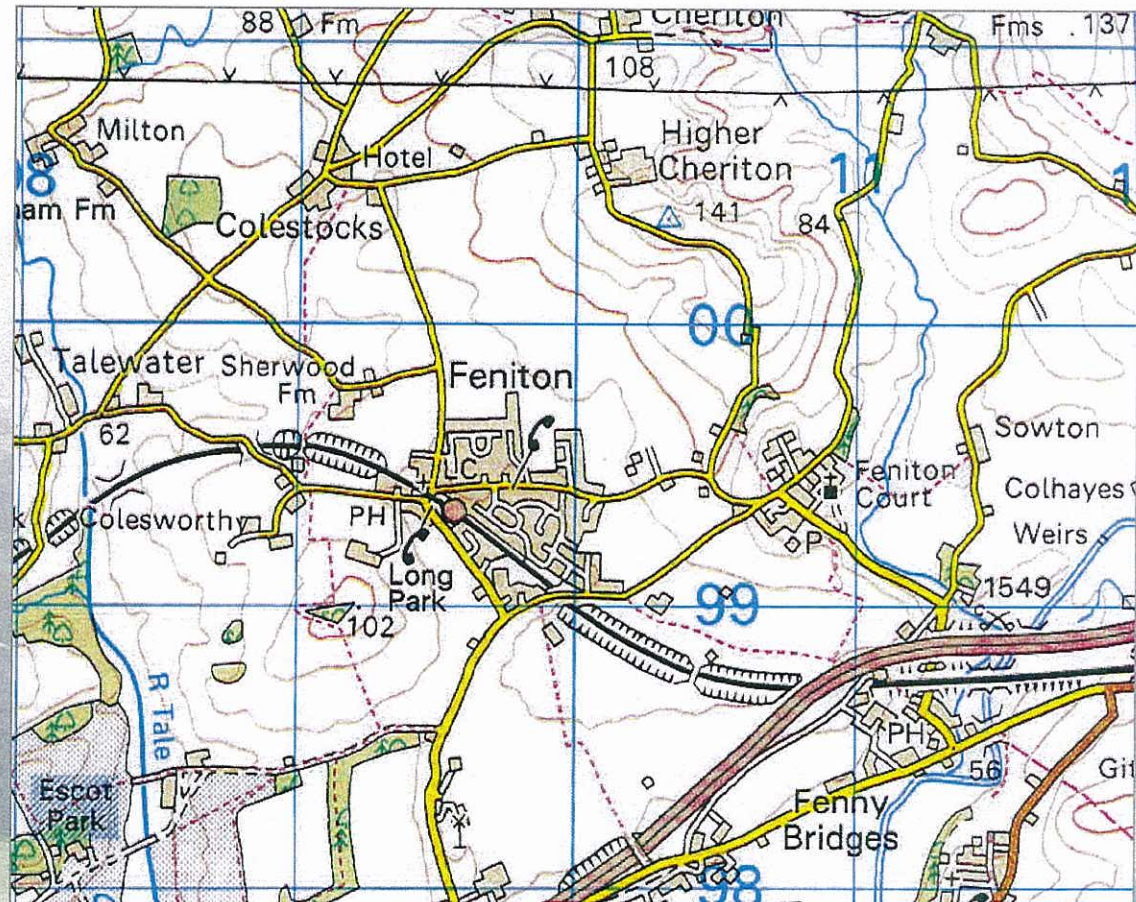 88
Fm
Cheriton
Fms
.137
108
Milton
Hotel
Higher
Cheriton
11
Colestocks
141
84
00
Talewater
Sherwood
Fm
Feniton
62
LC
Sowton
Feniton
Court
Colhayes
Weirs
PH
Colesworthy
P
Long
Park
1549
99
.102
R Tale
PH
56
Escot
Park
Fenny
Bridges
98